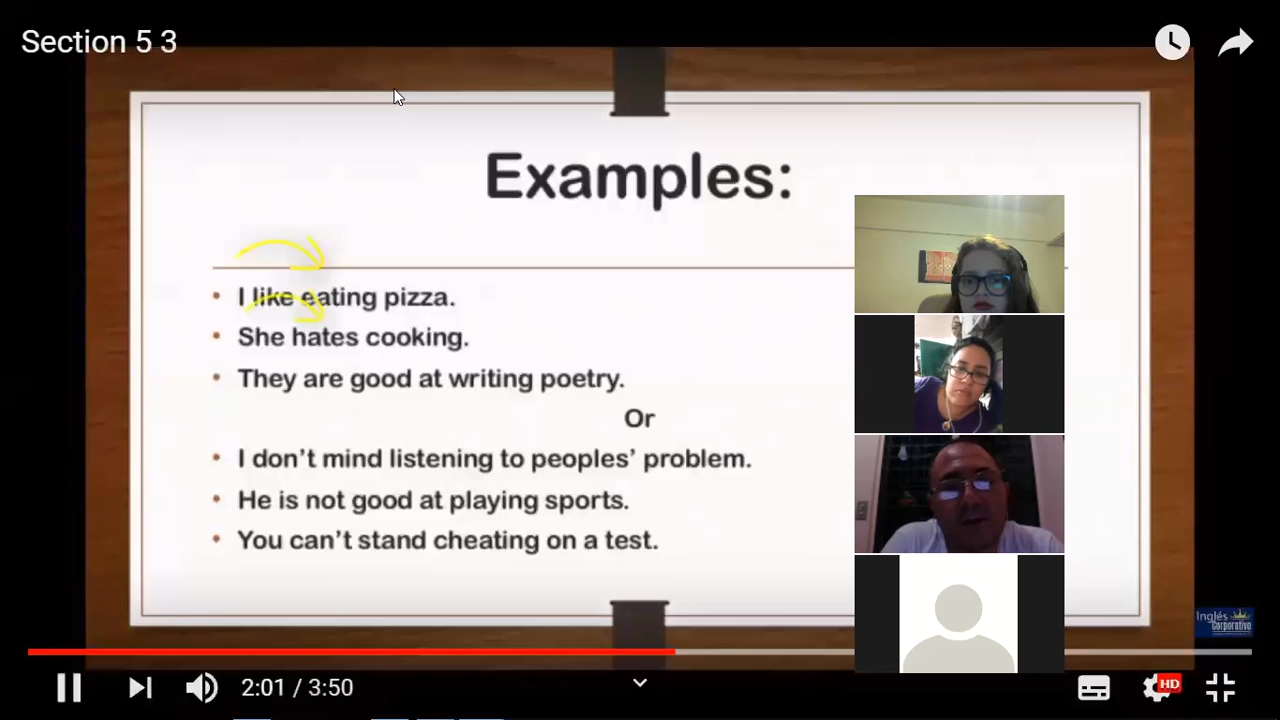 Section 5 3
Examples:
• I like eating pizza.
• She hates cooking.
• They are good at writing poetry.
Or
• I don’t mind listening to peoples’ problem.
• He is not good at playing sports.
• You can’t stand cheating on a test.
Inglés
Corporativo
2:01 / 3:50
HD